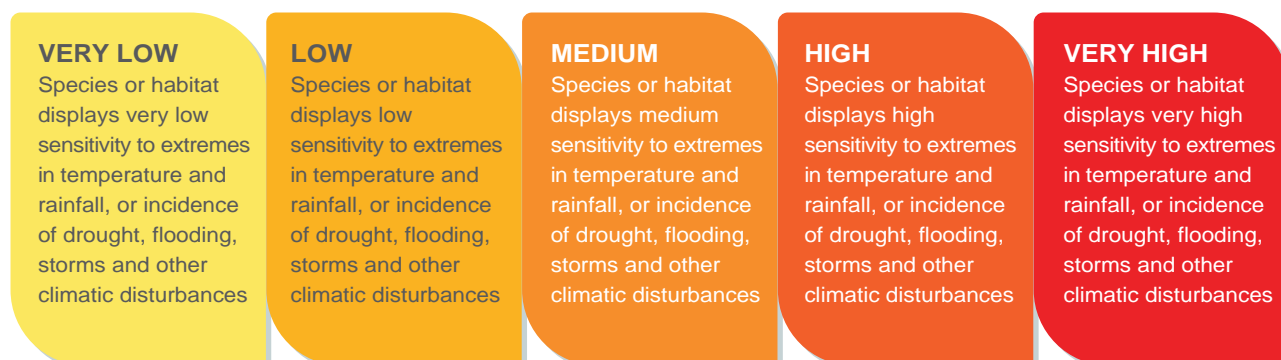 VERY LOW
Species or habitat
displays very low
sensitivity to extremes
in temperature and
rainfall, or incidence
of drought, flooding,
storms and other
climatic disturbances
LOW
Species or habitat
displays low
sensitivity to extremes
in temperature and
rainfall, or incidence
of drought, flooding,
storms and other
climatic disturbances
MEDIUM
Species or habitat
displays medium
sensitivity to extremes
in temperature and
rainfall, or incidence
of drought, flooding,
storms and other
climatic disturbances
HIGH
Species or habitat
displays high
sensitivity to extremes
in temperature and
rainfall, or incidence
of drought, flooding,
storms and other
climatic disturbances
VERY HIGH
Species or habitat
displays very high
sensitivity to extremes
in temperature and
rainfall, or incidence
of drought, flooding,
storms and other
climatic disturbances